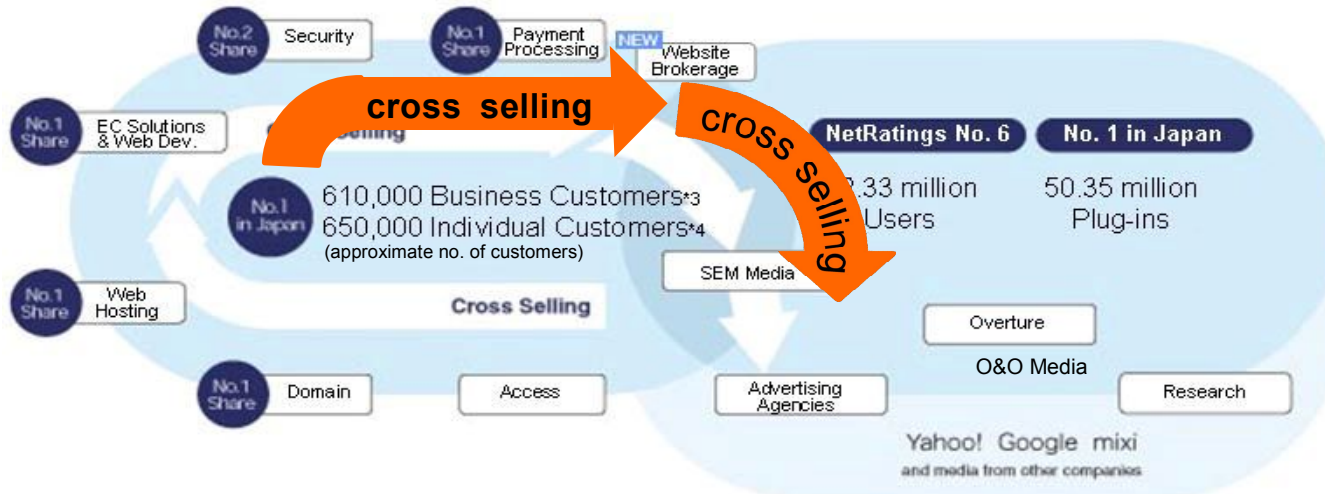 No.2
Share
Security
No.1
Share
Payment
Processing
NEW
Website
Brokerage
No.1
Share
EC Solutions
& Web Dev.
cross selling
Selling
cross selling
NetRatings No. 6
No. 1 in Japan
.33 million
Users
50.35 million
Plug-ins
No.1
in Japan
610,000 Business Customers*3
650,000 Individual Customers*4
(approximate no. of customers)
SEM Media
No.1
Share
Web
Hosting
Cross Selling
Overture
O&O Media
No.1
Share
Domain
Access
Advertising
Agencies
Research
Yahoo! Google mixi
and media from other companies